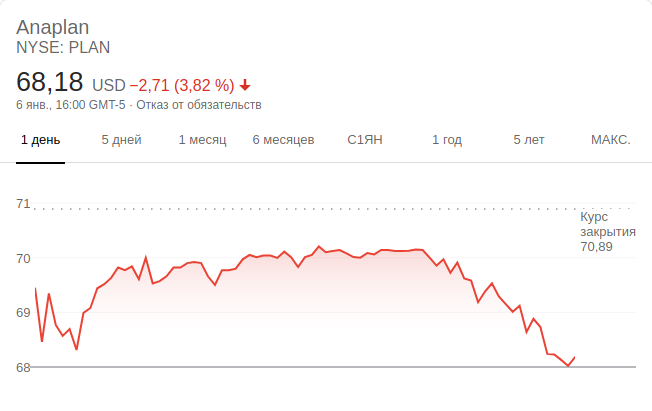 Anaplan
NYSE: PLAN
68,18 USD −2,71 (3,82 %)
6 янв., 16:00 GMT-5 · Отказ от обязательств
1 день 5 дней 1 месяц 6 месяцев С1ЯН 1 год 5 лет МАКС.
71
Курс
закрытия
70,89
70
69
68